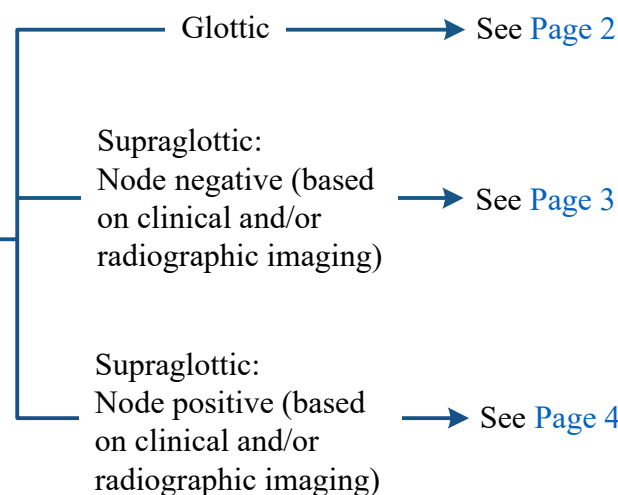 Glottic See Page 2
Supraglottic:
Node negative (based
on clinical and/or
radiographic imaging)
See Page 3
Supraglottic:
Node positive (based
on clinical and/or
radiographic imaging)
See Page 4